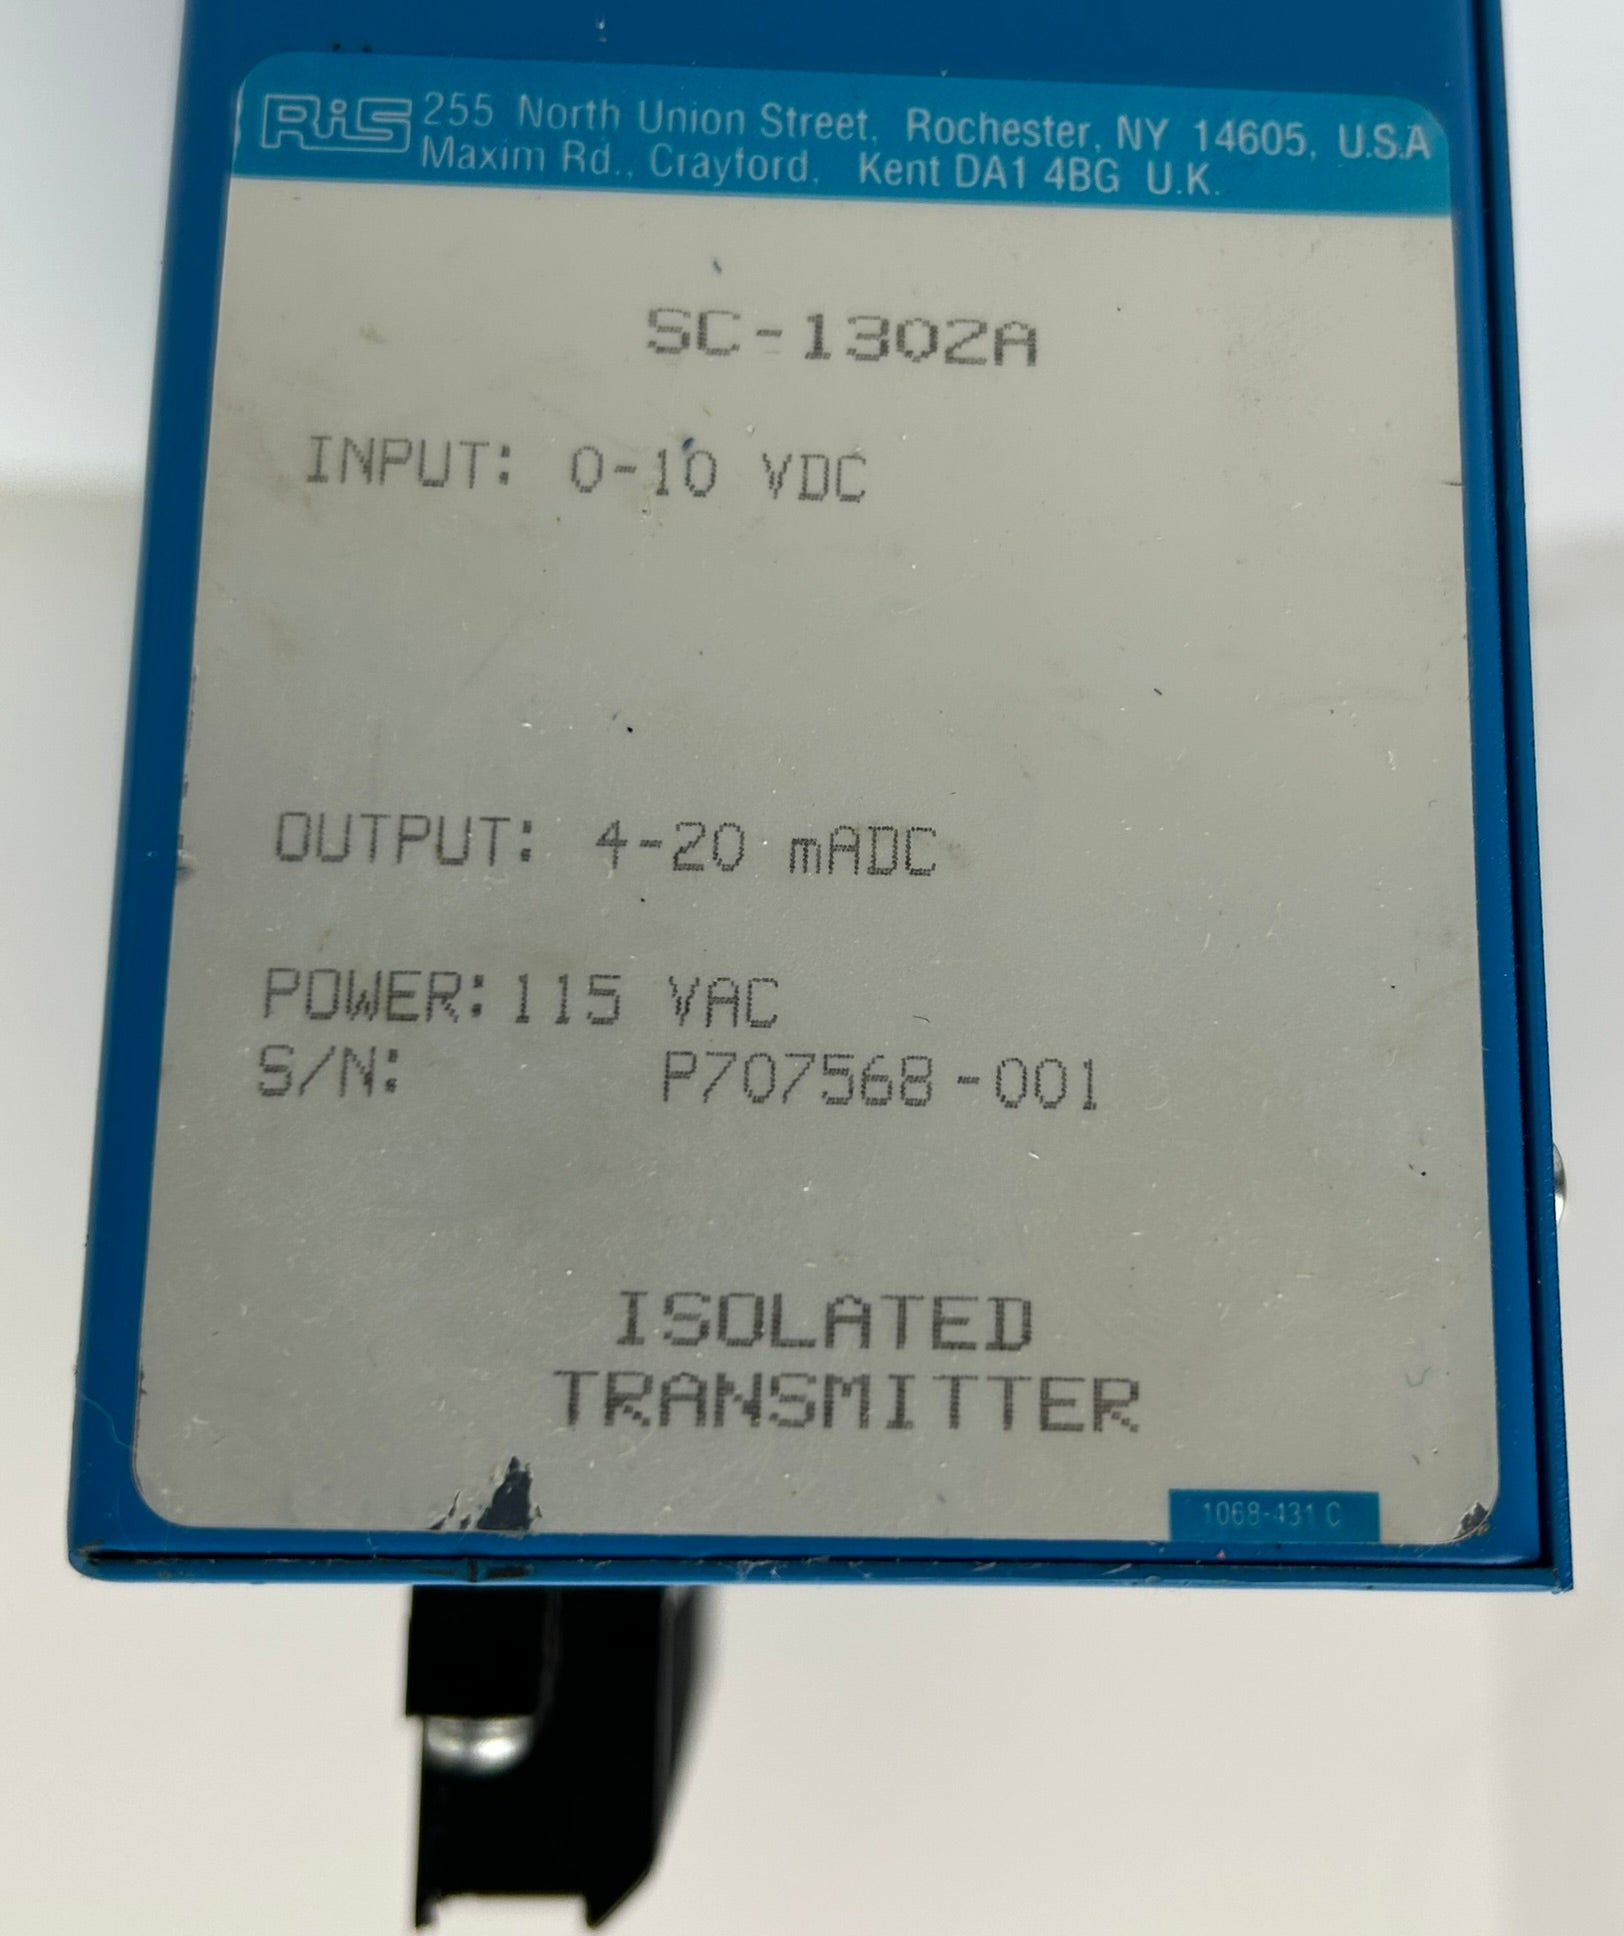 RiS 255 North Union Street, Rochester, NY 14605, U.S.A
Maxim Rd., Crayford, Kent DA1 4BG U.K.
SC-1302A
INPUT: 0-10 VDC
OUTPUT: 4-20 mADC
POWER: 115 VAC
S/N: P707568-001
ISOLATED
TRANSMITTER
1068-431 C